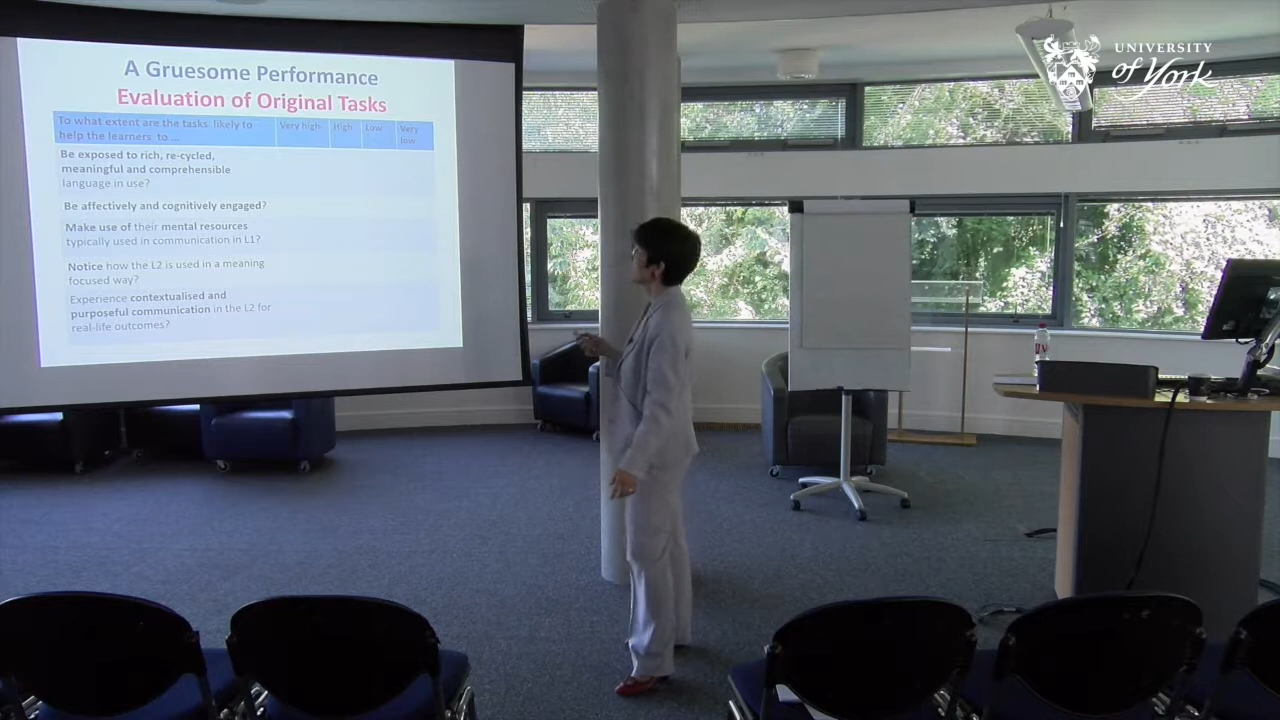 UNIVERSITY
of York
A Gruesome Performance
Evaluation of Original Tasks
To what extent are the tasks likely to
help the learners to ...
Very high
High
Low
Very
low
Be exposed to rich, re-cycled,
meaningful and comprehensible
language in use?
Be affectively and cognitively engaged?
Make use of their mental resources
typically used in communication in L1?
Notice how the L2 is used in a meaning
focused way?
Experience contextualised and
purposeful communication in the L2 for
real-life outcomes?